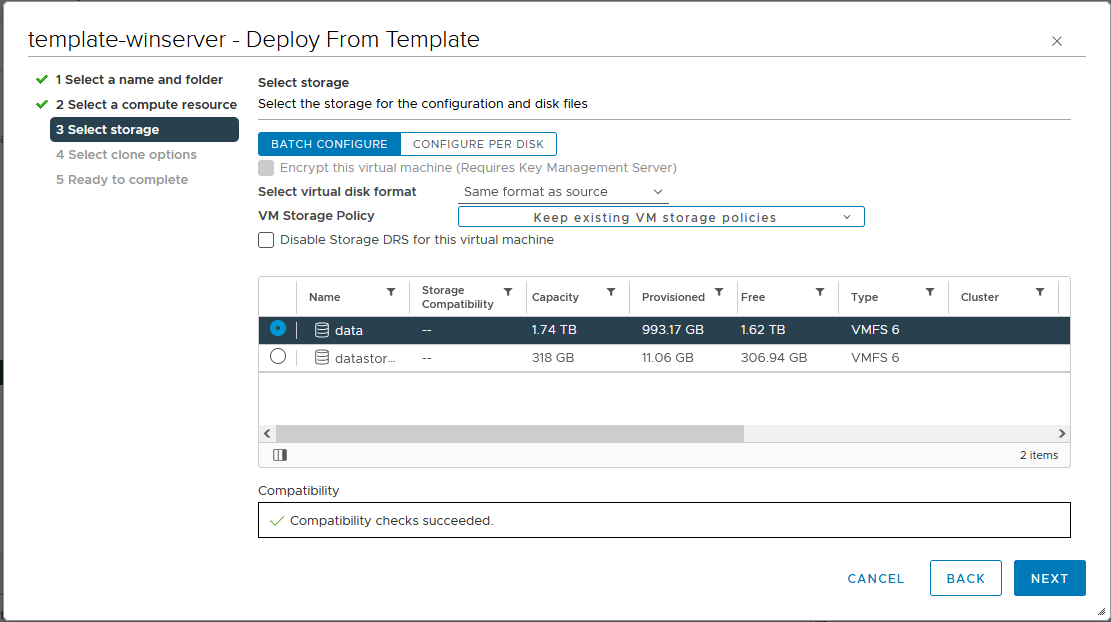 template-winserver - Deploy From Template
1 Select a name and folder
2 Select a compute resource
3 Select storage
4 Select clone options
5 Ready to complete
Select storage
Select the storage for the configuration and disk files
BATCH CONFIGURE CONFIGURE PER DISK
Encrypt this virtual machine (Requires Key Management Server)
Select virtual disk format Same format as source
VM Storage Policy Keep existing VM storage policies
Disable Storage DRS for this virtual machine
Name Storage Compatibility Capacity Provisioned Free Type Cluster
data -- 1.74 TB 993.17 GB 1.62 TB VMFS 6
datastor... -- 318 GB 11.06 GB 306.94 GB VMFS 6
2 items
Compatibility
Compatibility checks succeeded.
CANCEL BACK NEXT